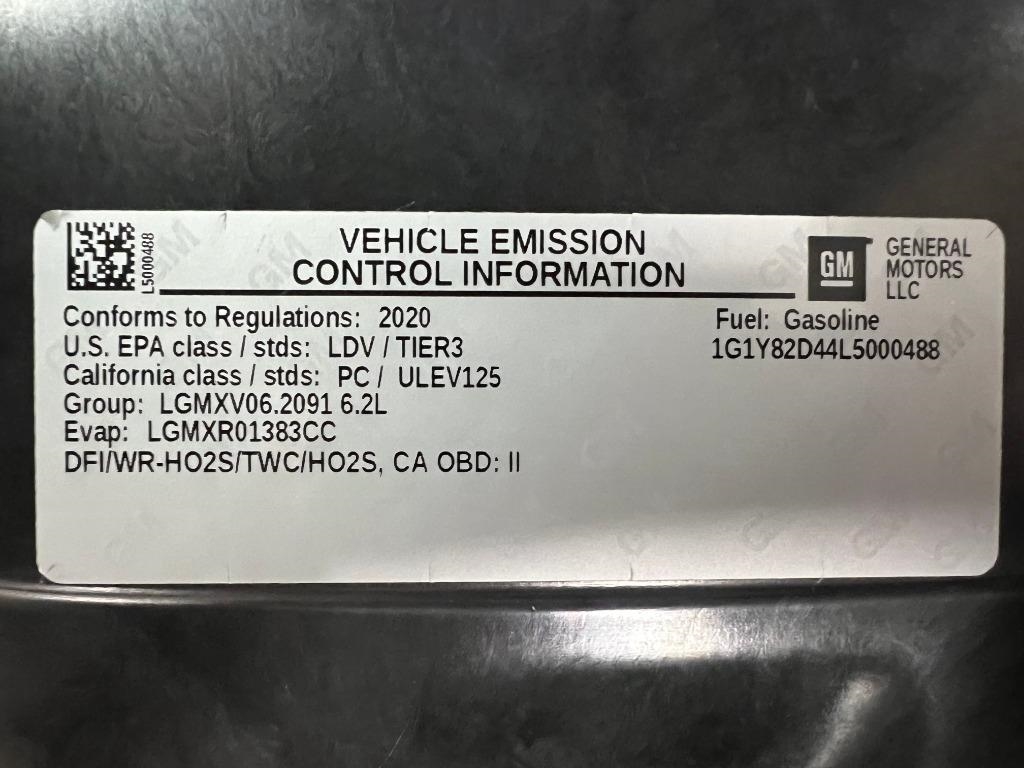 L5000488
VEHICLE EMISSION
CONTROL INFORMATION
GM
GENERAL
MOTORS
LLC
Conforms to Regulations: 2020
U.S. EPA class / stds: LDV / TIER3
California class / stds: PC / ULEV125
Group: LGMXV06.2091 6.2L
Evap: LGMXR01383CC
DFI/WR-HO2S/TWC/HO2S, CA OBD: II
Fuel: Gasoline
1G1Y82D44L5000488